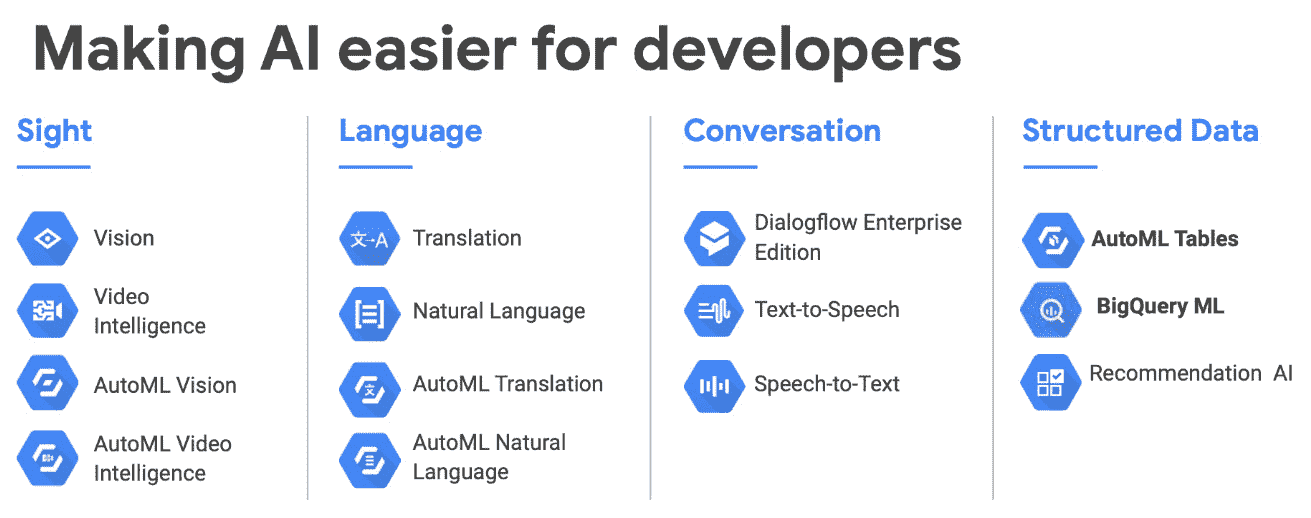 Making AI easier for developers
Sight
Vision
Video
Intelligence
AutoML Vision
AutoML Video
Intelligence
Language
文→A
Translation
Natural Language
文
AutoML Translation
AutoML Natural
Language
Conversation
Dialogflow Enterprise
Edition
Text-to-Speech
Speech-to-Text
Structured Data
AutoML Tables
BigQuery ML
Recommendation AI